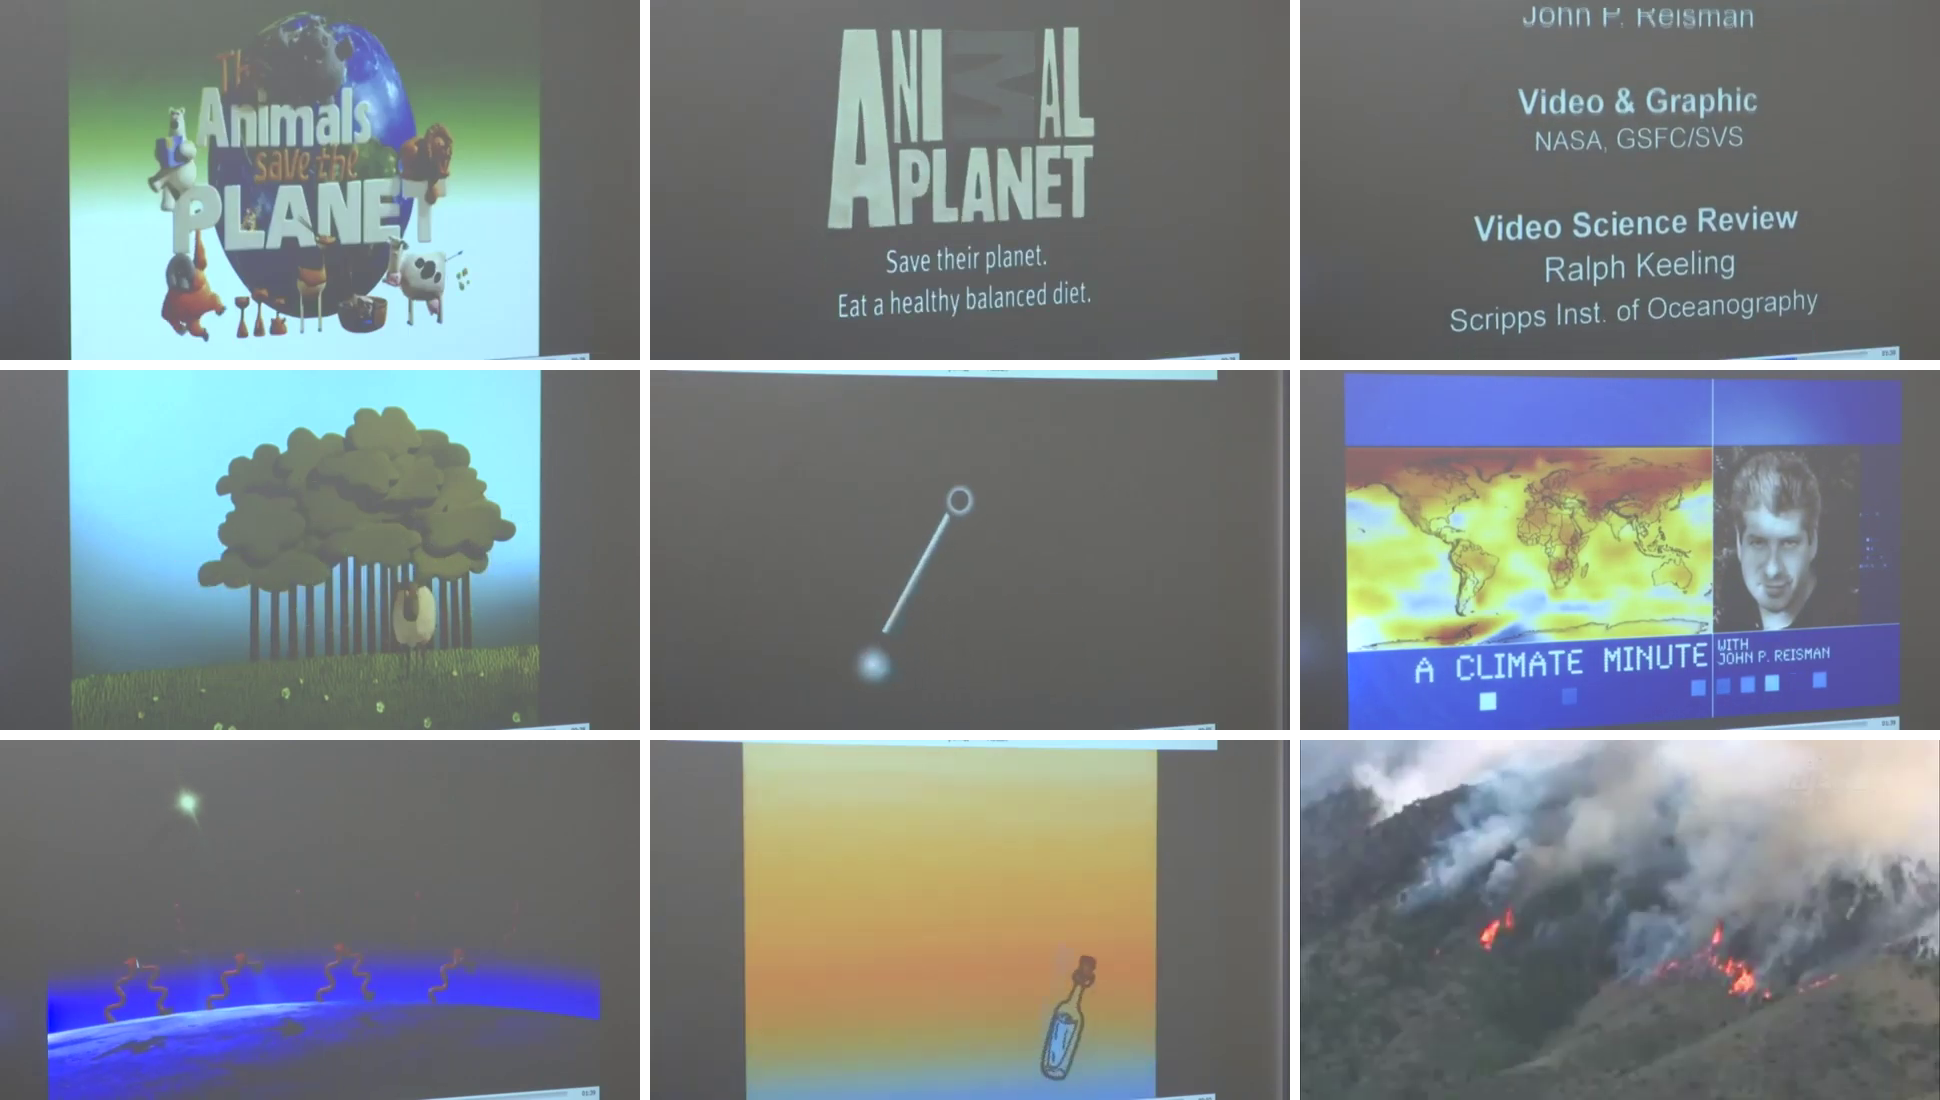 The
Animals
save the
PLANET
ANIMAL
PLANET
Save their planet.
Eat a healthy balanced diet.
John P. Reisman
Video & Graphic
NASA, GSFC/SVS
Video Science Review
Ralph Keeling
Scripps Inst. of Oceanography
A CLIMATE MINUTE
WITH
JOHN P. REISMAN